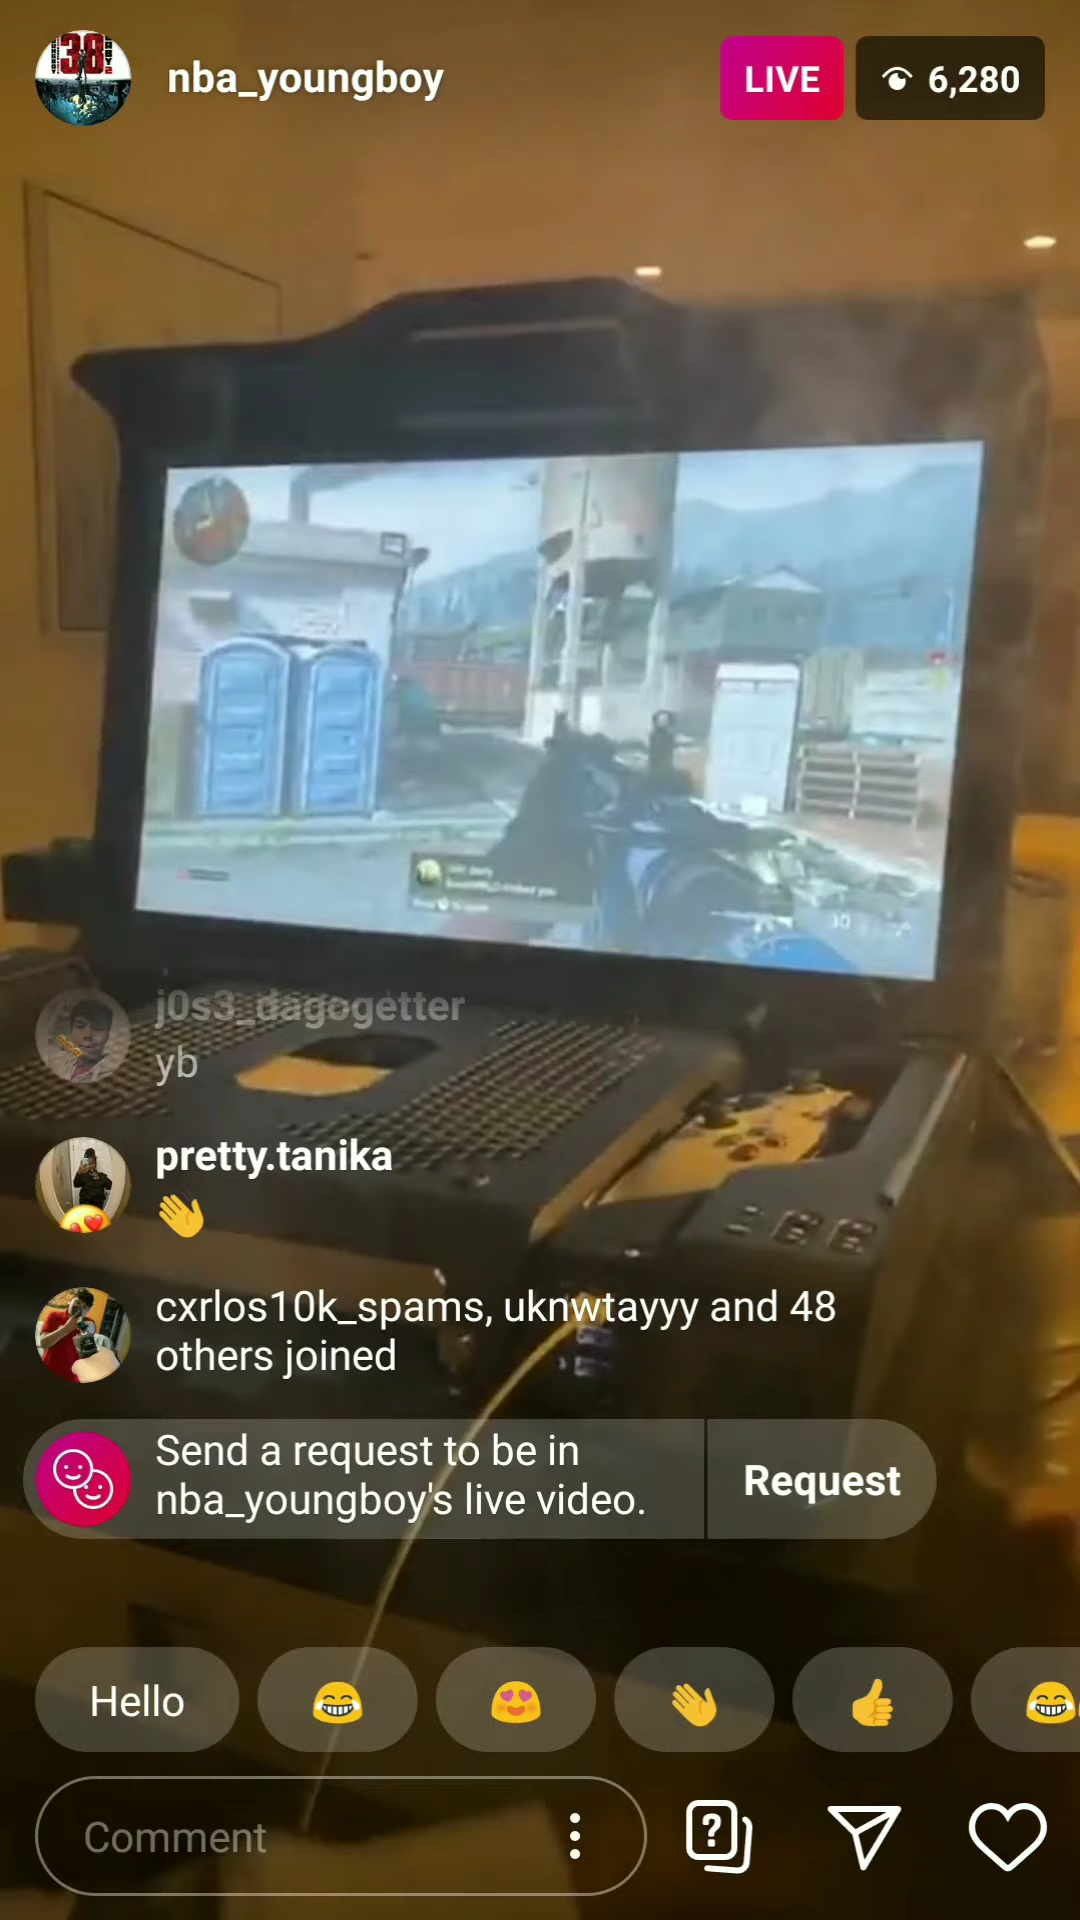 38
nba_youngboy
LIVE
6,280
j0s3_dagogetter
yb
pretty.tanika
👋
cxrlos10k_spams, uknwtayyy and 48
others joined
Send a request to be in
nba_youngboy's live video.
Request
Hello
😂
😍
👋
👍
😂
Comment